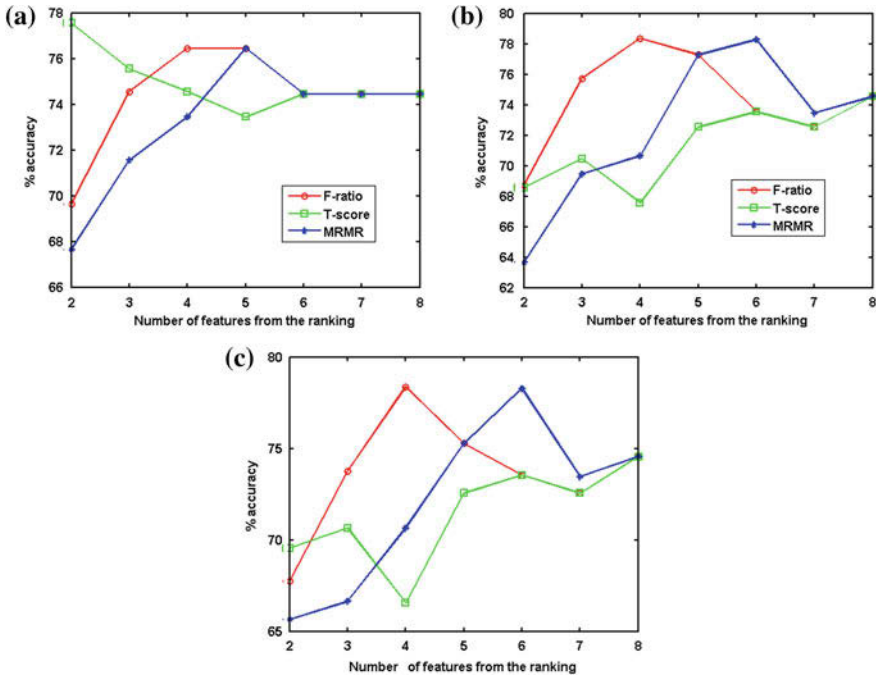 (a)
78
76
74
72
70
68
66
% accuracy
F-ratio
T-score
MRMR
2 3 4 5 6 7 8
Number of features from the ranking
(b)
80
78
76
74
72
70
68
66
64
62
% accuracy
F-ratio
T-score
MRMR
2 3 4 5 6 7 8
Number of features from the ranking
(c)
80
75
70
65
% accuracy
2 3 4 5 6 7 8
Number of features from the ranking